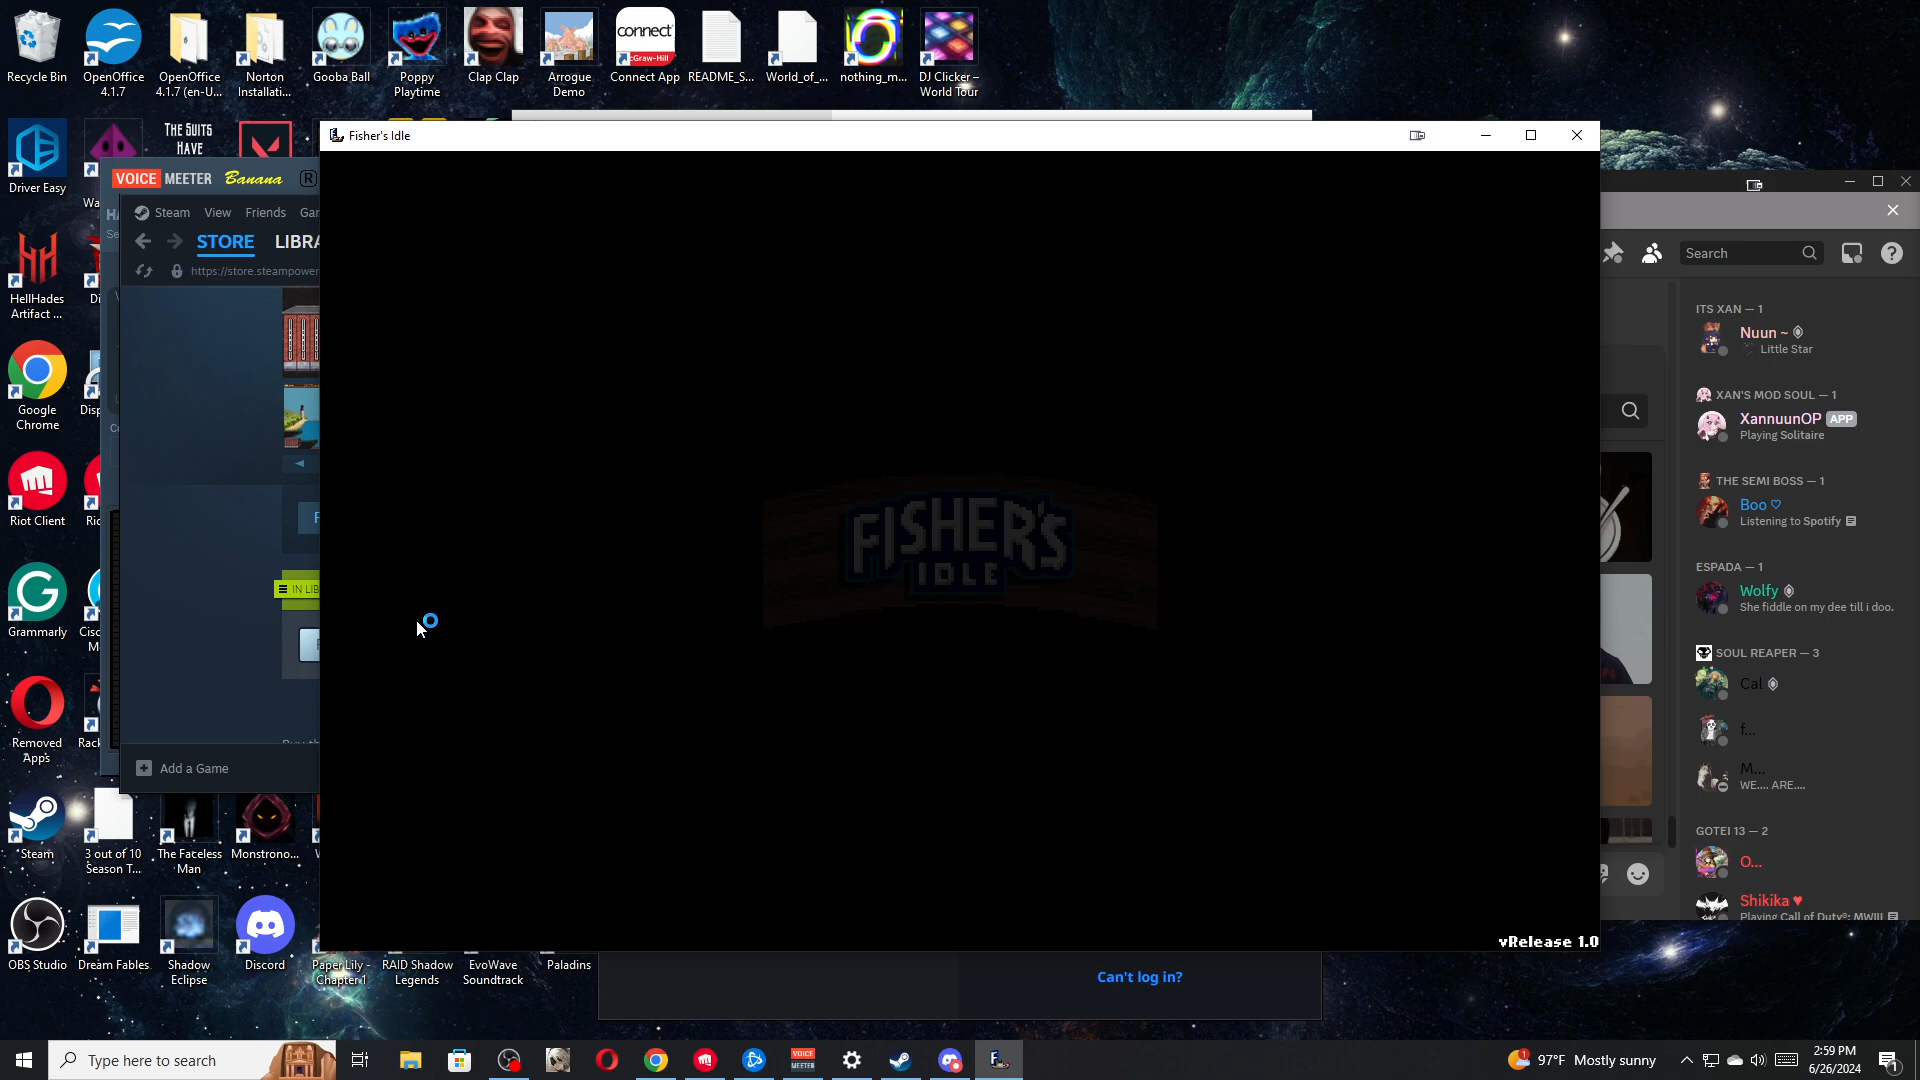 Recycle Bin
OpenOffice
4.1.7
OpenOffice
4.1.7 (en-U...
Norton
Installati...
Gooba Ball
Poppy
Playtime
Clap Clap
Arrogue
Demo
connect
Connect App
README_S...
World_of_...
nothing_m...
DJ Clicker –
World Tour
Driver Easy
THE SUITS
HAVE
Fisher's Idle
VOICE MEETER Banana R
Steam View Friends
STORE
https://store.steampower
HellHades
Artifact ...
Google
Chrome
Riot Client
Grammarly
Removed
Apps
IN LIB
Add a Game
FISHER'S
IDLE
vRelease 1.0
Search
ITS XAN — 1
Nuun ~
Little Star
XAN'S MOD SOUL — 1
XannuunOP APP
Playing Solitaire
THE SEMI BOSS — 1
Boo ♡
Listening to Spotify
ESPADA — 1
Wolfy
She fiddle on my dee till i doo.
SOUL REAPER — 3
Cal
f...
M...
WE.... ARE....
GOTEI 13 — 2
O...
Shikika ♥
Playing Call of Duty®: MWIII
Steam
3 out of 10
Season T...
The Faceless
Man
Monstrono...
OBS Studio
Dream Fables
Shadow
Eclipse
Discord
Paper Lily -
Chapter 1
RAID Shadow
Legends
EvoWave
Soundtrack
Paladins
Can't log in?
Type here to search
VOICE
MEETER
97°F Mostly sunny
2:59 PM
6/26/2024
1